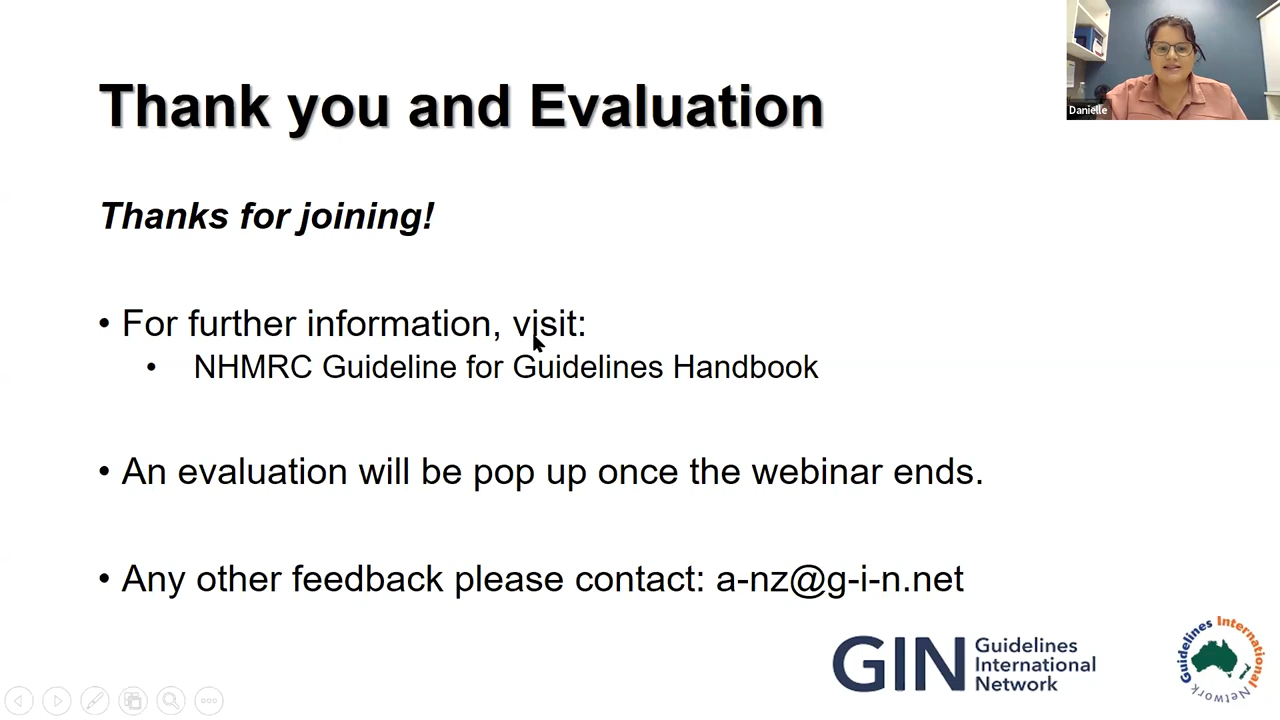 Thank you and Evaluation
Danielle
Thanks for joining!
• For further information, visit:
• NHMRC Guideline for Guidelines Handbook
• An evaluation will be pop up once the webinar ends.
• Any other feedback please contact: a-nz@g-i-n.net
GIN Guidelines
International
Network
Guidelines International Network